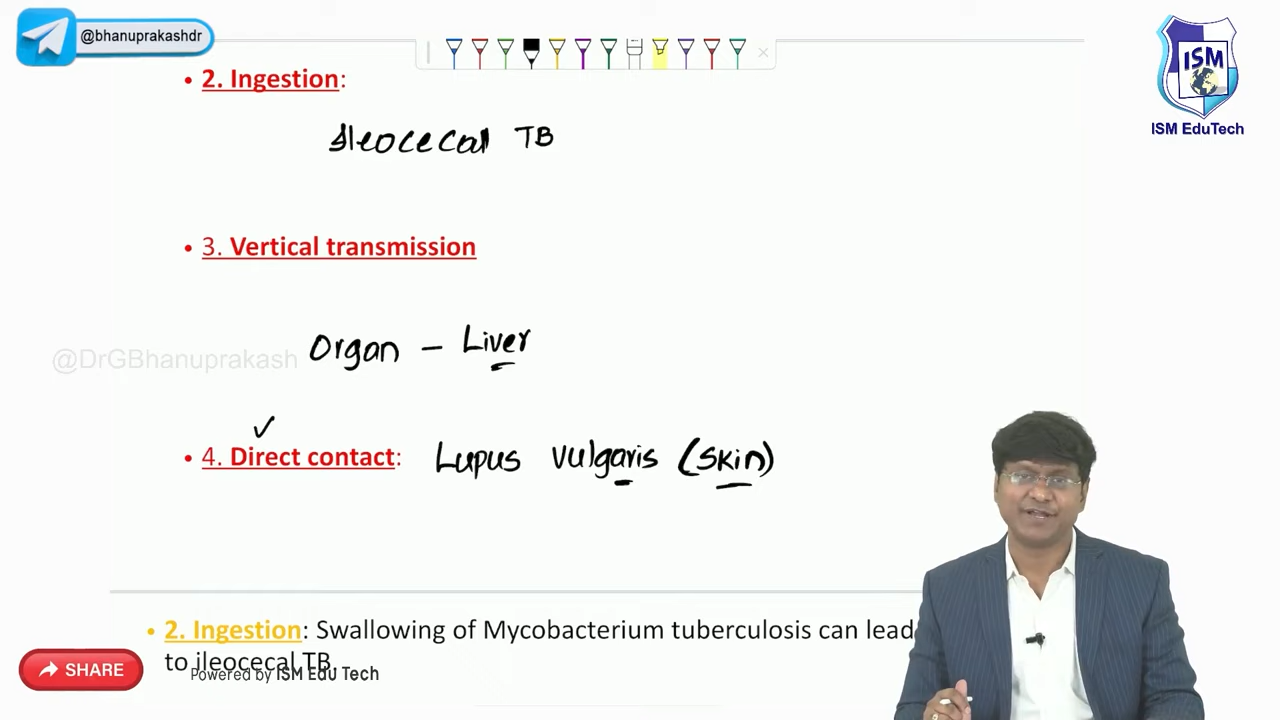 @bhanuprakashdr
ISM
ISM EduTech
• 2. Ingestion:
Ileocecal TB
• 3. Vertical transmission
Organ – Liver
@DrGBhanuprakash
✓
• 4. Direct contact: Lupus vulgaris (skin)
• 2. Ingestion: Swallowing of Mycobacterium tuberculosis can lead
to ileocecal TB.
SHARE
Powered by ISM Edu Tech